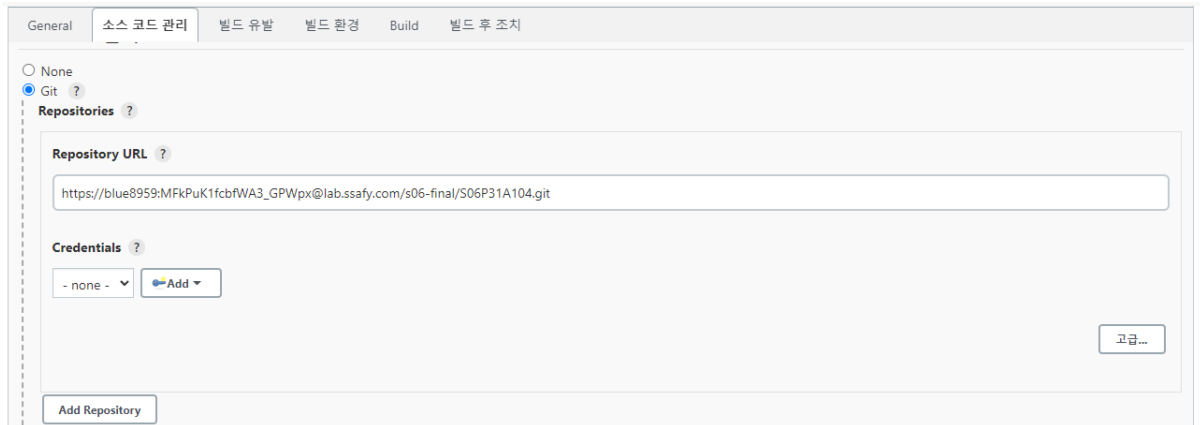 General 소스 코드 관리 빌드 유발 빌드 환경 Build 빌드 후 조치
None
Git ?
Repositories ?
Repository URL ?
https://blue8959:MFkPuK1fcbfWA3_GPWpx@lab.ssafy.com/s06-final/S06P31A104.git
Credentials ?
- none - Add
고급...
Add Repository